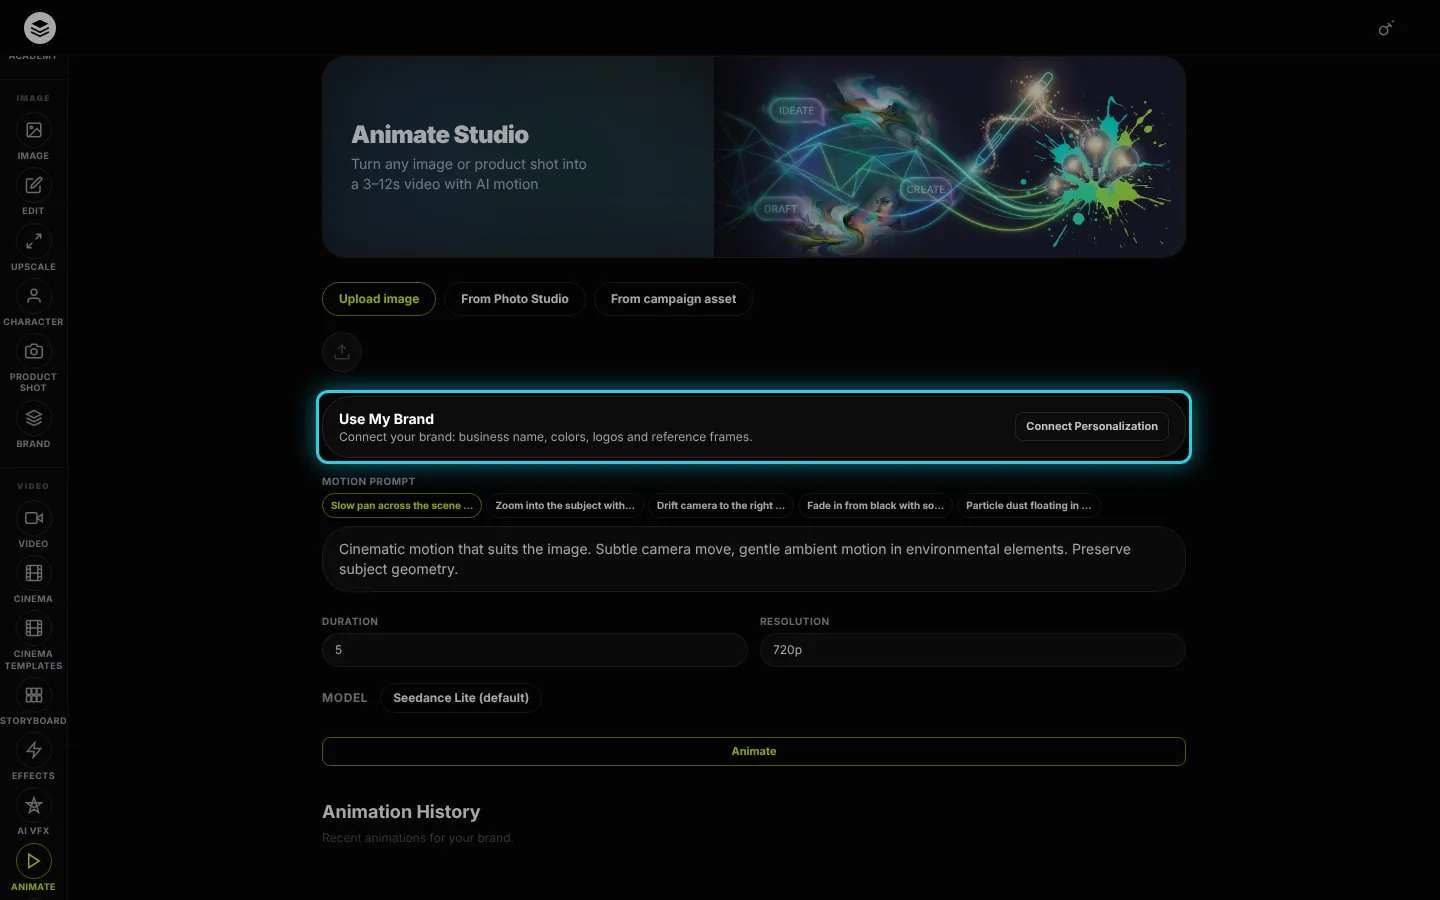 ACADEMY
IMAGE
IMAGE
EDIT
UPSCALE
CHARACTER
PRODUCT
SHOT
BRAND
VIDEO
VIDEO
CINEMA
CINEMA
TEMPLATES
STORYBOARD
EFFECTS
AI VFX
ANIMATE
Animate Studio
Turn any image or product shot into
a 3–12s video with AI motion
IDEATE
CREATE
DRAFT
Upload image
From Photo Studio
From campaign asset
Use My Brand
Connect your brand: business name, colors, logos and reference frames.
Connect Personalization
MOTION PROMPT
Slow pan across the scene ...
Zoom into the subject with...
Drift camera to the right ...
Fade in from black with so...
Particle dust floating in ...
Cinematic motion that suits the image. Subtle camera move, gentle ambient motion in environmental elements. Preserve
subject geometry.
DURATION
RESOLUTION
5
720p
MODEL
Seedance Lite (default)
Animate
Animation History
Recent animations for your brand.